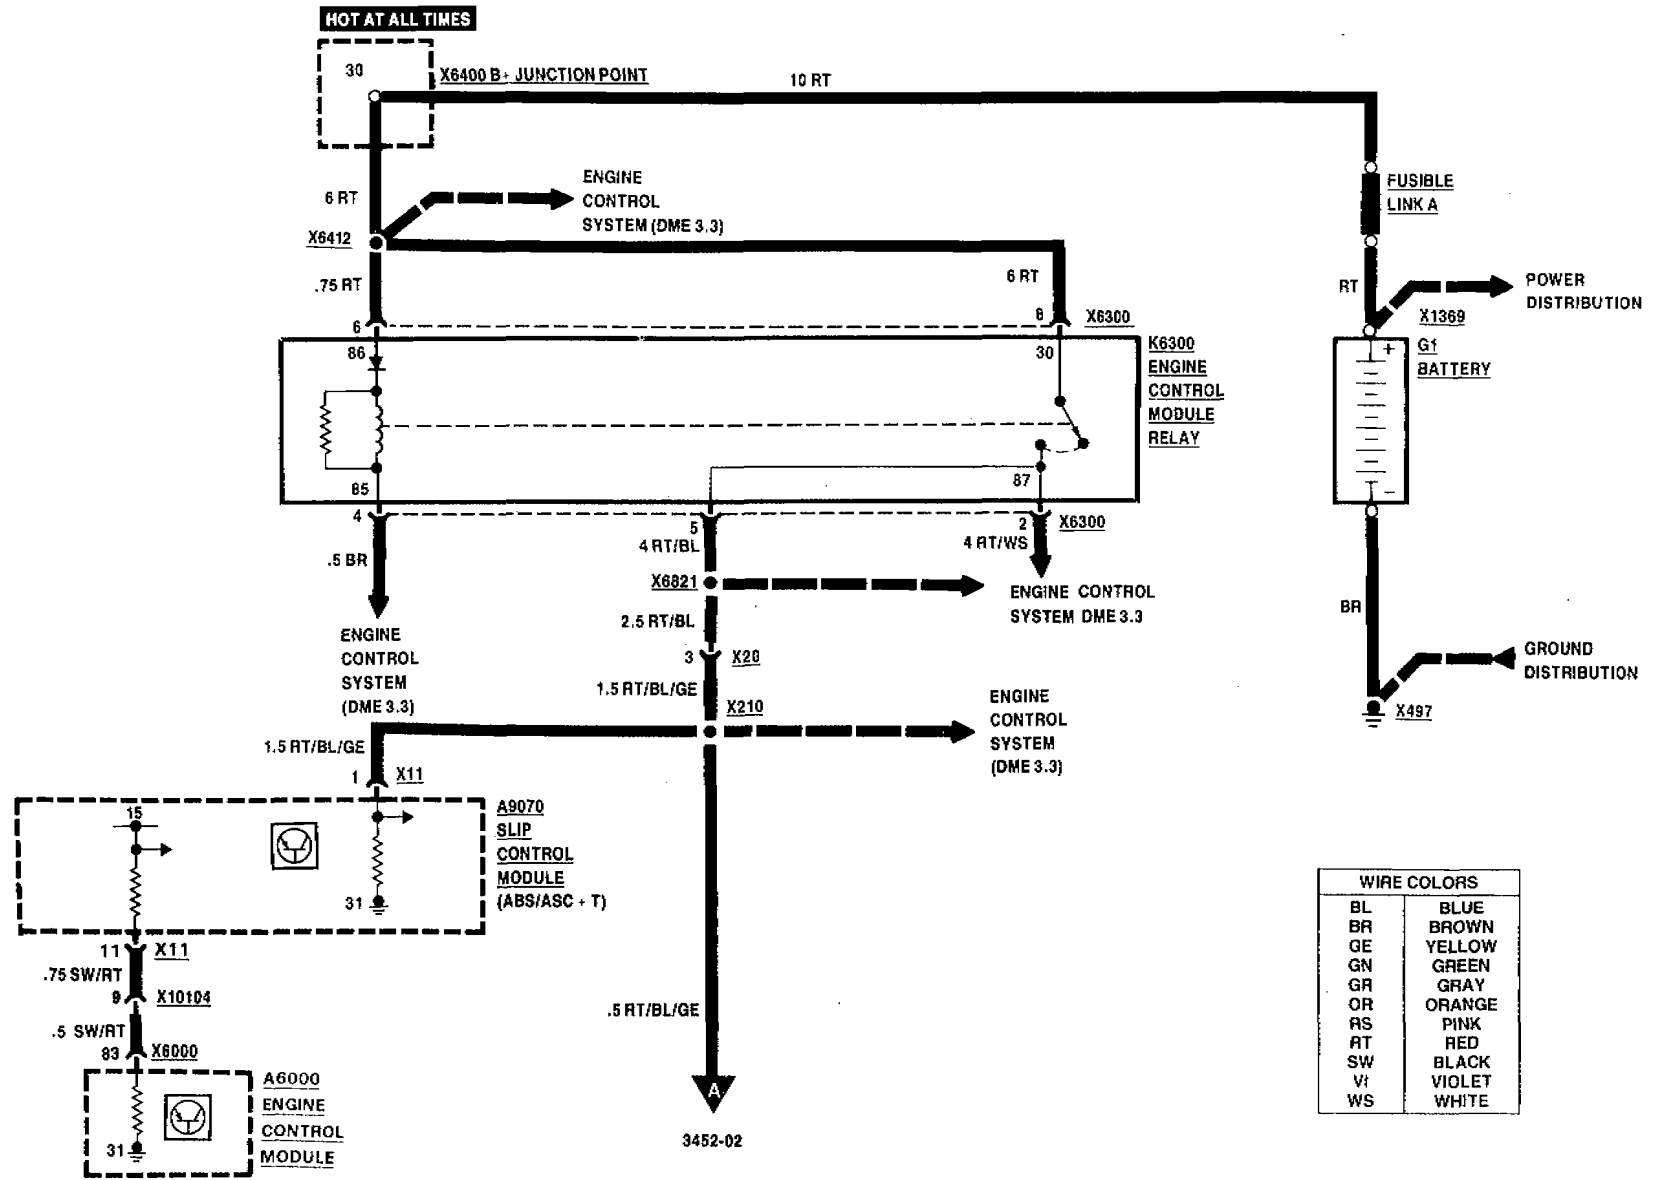 HOT AT ALL TIMES
30
X6400 B+ JUNCTION POINT
10 RT
ENGINE
CONTROL
SYSTEM (DME 3.3)
6 RT
X6412
.75 RT
6 RT
6
8
X6300
FUSIBLE
LINK A
RT
POWER
DISTRIBUTION
X1369
G1
BATTERY
+
-
86
30
K6300
ENGINE
CONTROL
MODULE
RELAY
85
87
4
5
2
X6300
.5 BR
4 RT/BL
4 RT/WS
X6821
ENGINE CONTROL
SYSTEM DME 3.3
2.5 RT/BL
BR
ENGINE
CONTROL
SYSTEM
(DME 3.3)
3
X20
1.5 RT/BL/GE
X210
ENGINE
CONTROL
SYSTEM
(DME 3.3)
GROUND
DISTRIBUTION
X497
1.5 RT/BL/GE
1
X11
15
31
A9070
SLIP
CONTROL
MODULE
(ABS/ASC + T)
11
X11
.75 SW/RT
9
X10104
.5 SW/RT
83
X6000
31
A6000
ENGINE
CONTROL
MODULE
.5 RT/BL/GE
A
3452-02
WIRE COLORS
BL BLUE
BR BROWN
GE YELLOW
GN GREEN
GR GRAY
OR ORANGE
RS PINK
RT RED
SW BLACK
VI VIOLET
WS WHITE